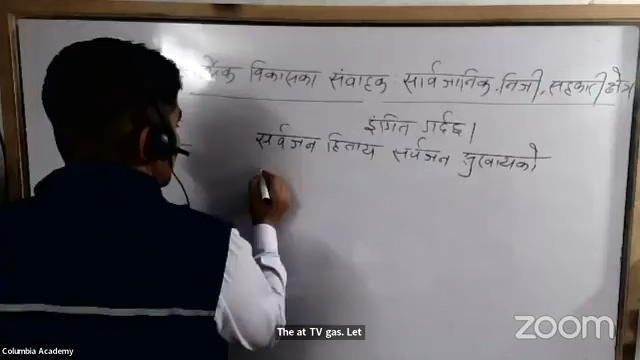 विकासका संवाहक सार्वजनिक, निजी, सहकारी क्षेत्र
इंगित गर्दछ।
सर्वजन हिताय सर्वजन सुखायको
The at TV gas. Let
Columbia Academy
zoom